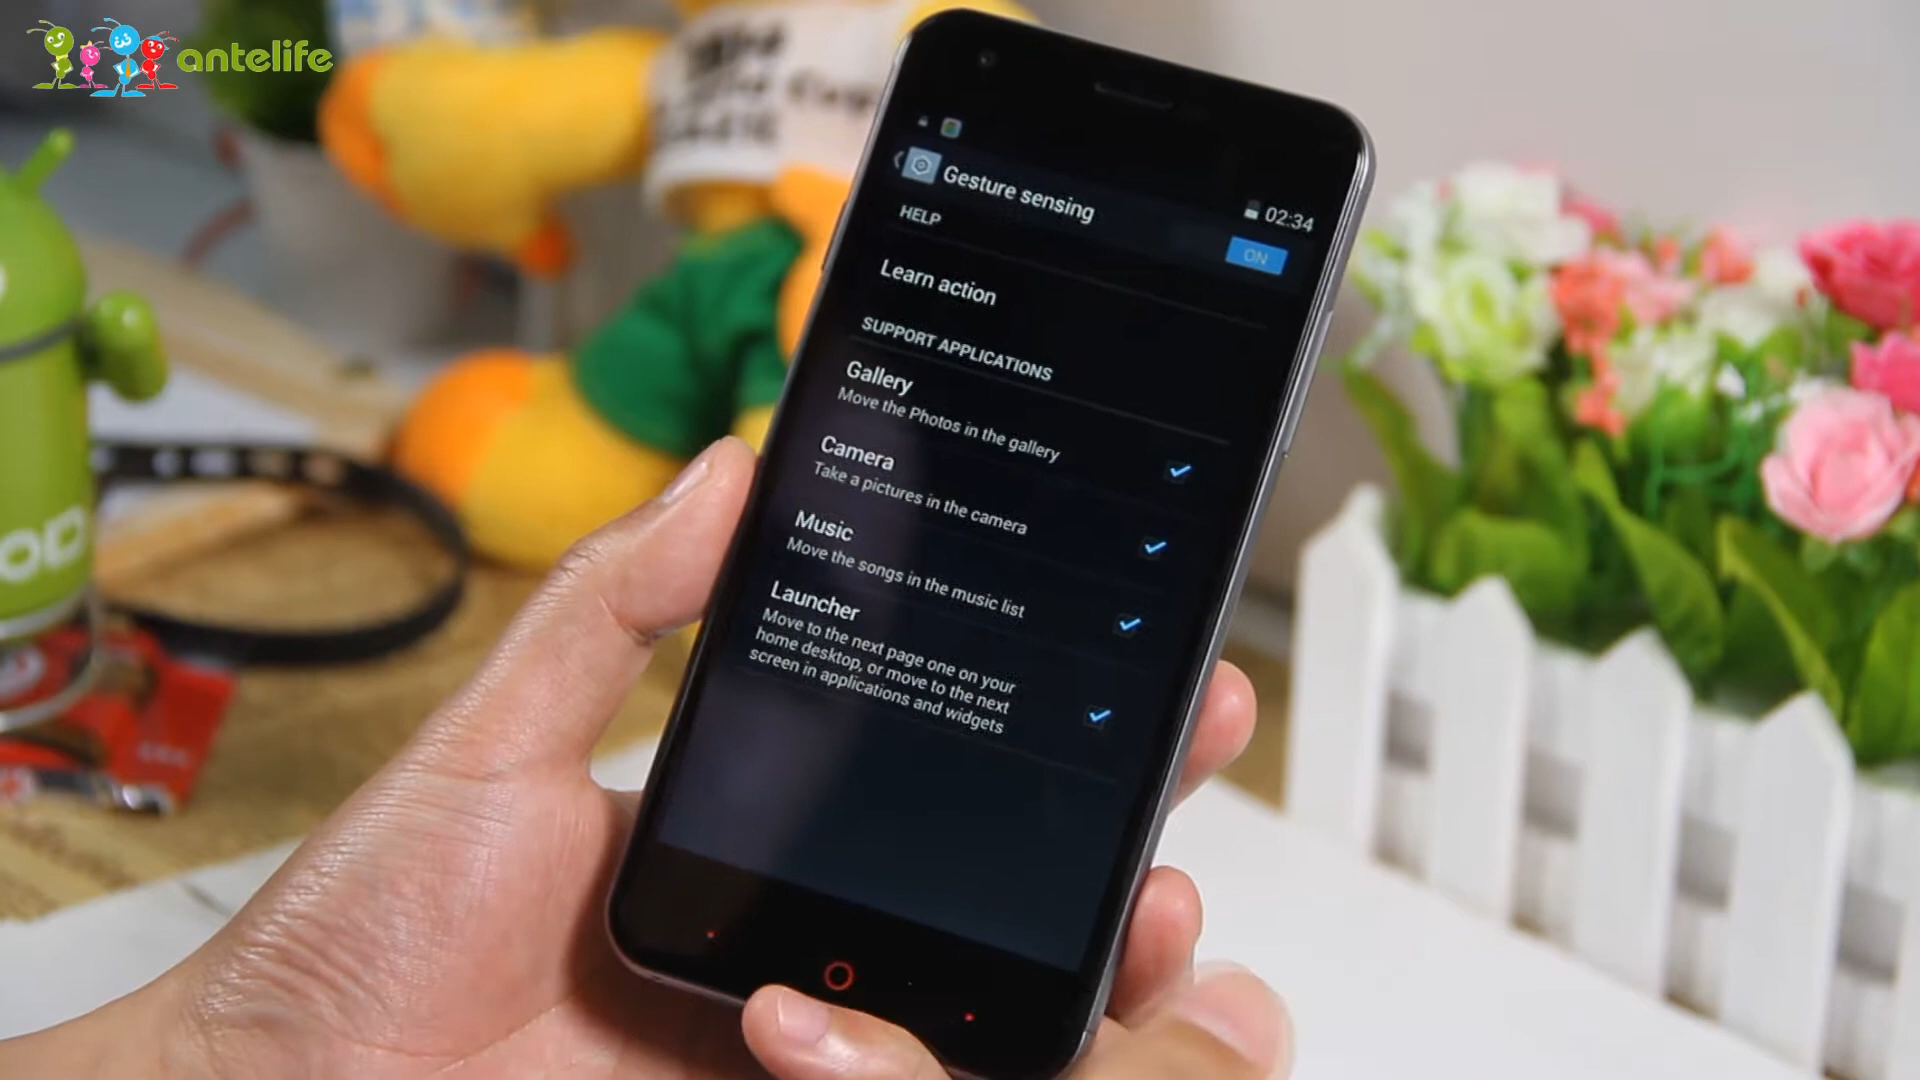 antelife
02:34
Gesture sensing
ON
HELP
Learn action
SUPPORT APPLICATIONS
Gallery
Move the Photos in the gallery
Camera
Take a pictures in the camera
Music
Move the songs in the music list
Launcher
Move to the next page one on your
home desktop, or move to the next
screen in applications and widgets